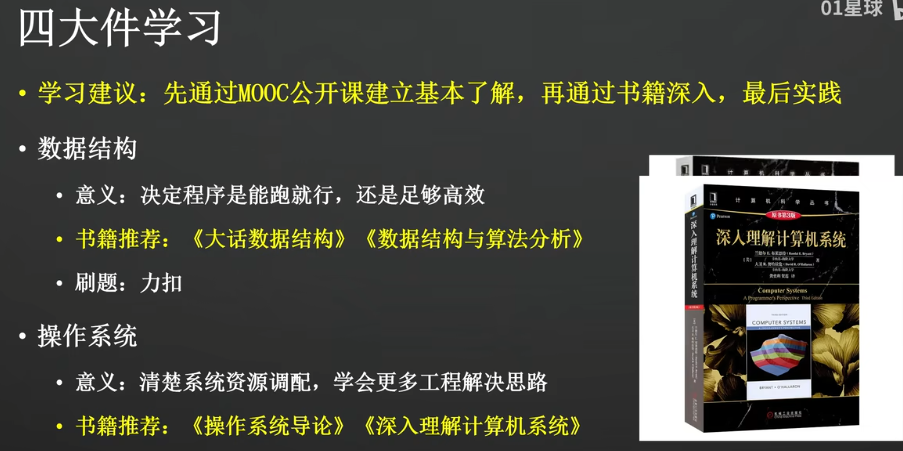 01星球
四大件学习
• 学习建议：先通过MOOC公开课建立基本了解，再通过书籍深入，最后实践
• 数据结构
• 意义：决定程序是能跑就行，还是足够高效
• 书籍推荐：《大话数据结构》《数据结构与算法分析》
• 刷题：力扣
• 操作系统
• 意义：清楚系统资源调配，学会更多工程解决思路
• 书籍推荐：《操作系统导论》《深入理解计算机系统》
计算机科学丛书
Pearson
原书第3版
深入理解计算机系统
深入理解计算机系统
Computer Systems
A Programmer's Perspective Third Edition
COMPUTER SYSTEMS
BRYANT • O'HALLARON
机械工业出版社